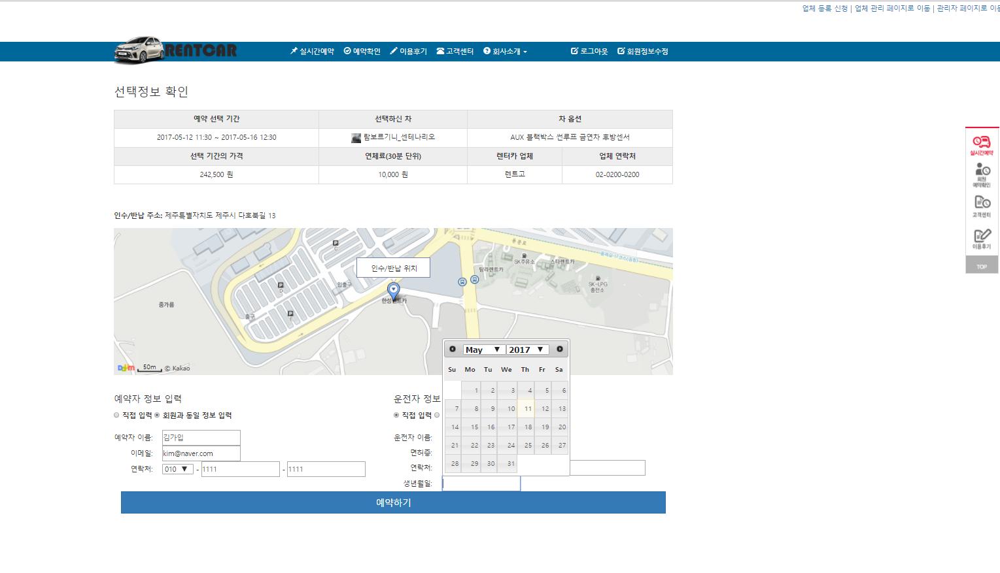 업체 등록 신청 | 업체 관리 페이지로 이동 | 관리자 페이지로 이동
RENTCAR 실시간예약 예약확인 이용후기 고객센터 회사소개 로그아웃 회원정보수정
선택정보 확인
예약 선택 기간 선택하신 차 차 옵션
2017-05-12 11:30 ~ 2017-05-16 12:30 람보르기니_센테나리오 AUX 블랙박스 썬루프 금연차 후방센서
선택 기간의 가격 연체료(30분 단위) 렌터카 업체 업체 연락처
242,500 원 10,000 원 렌트고 02-0200-0200
실시간예약
회원
예약확인
고객센터
이용후기
TOP
인수/반납 주소: 제주특별자치도 제주시 다호북길 13
용문로
P
C
SK주유소
스타렌트카
탐라렌트카
인수/반납 위치
P
D
입출구
SK-LPG
충전소
한성렌트카
중가름
P
E
출구
Daum 50m © Kakao
May 2017
Su Mo Tu We Th Fr Sa
1 2 3 4 5 6
7 8 9 10 11 12 13
14 15 16 17 18 19 20
21 22 23 24 25 26 27
28 29 30 31
예약자 정보 입력
직접 입력 회원과 동일 정보 입력
예약자 이름: 김가입
이메일: kim@naver.com
연락처: 010 - 1111 - 1111
운전자 정보
직접 입력
운전자 이름:
면허증:
연락처:
생년월일:
예약하기